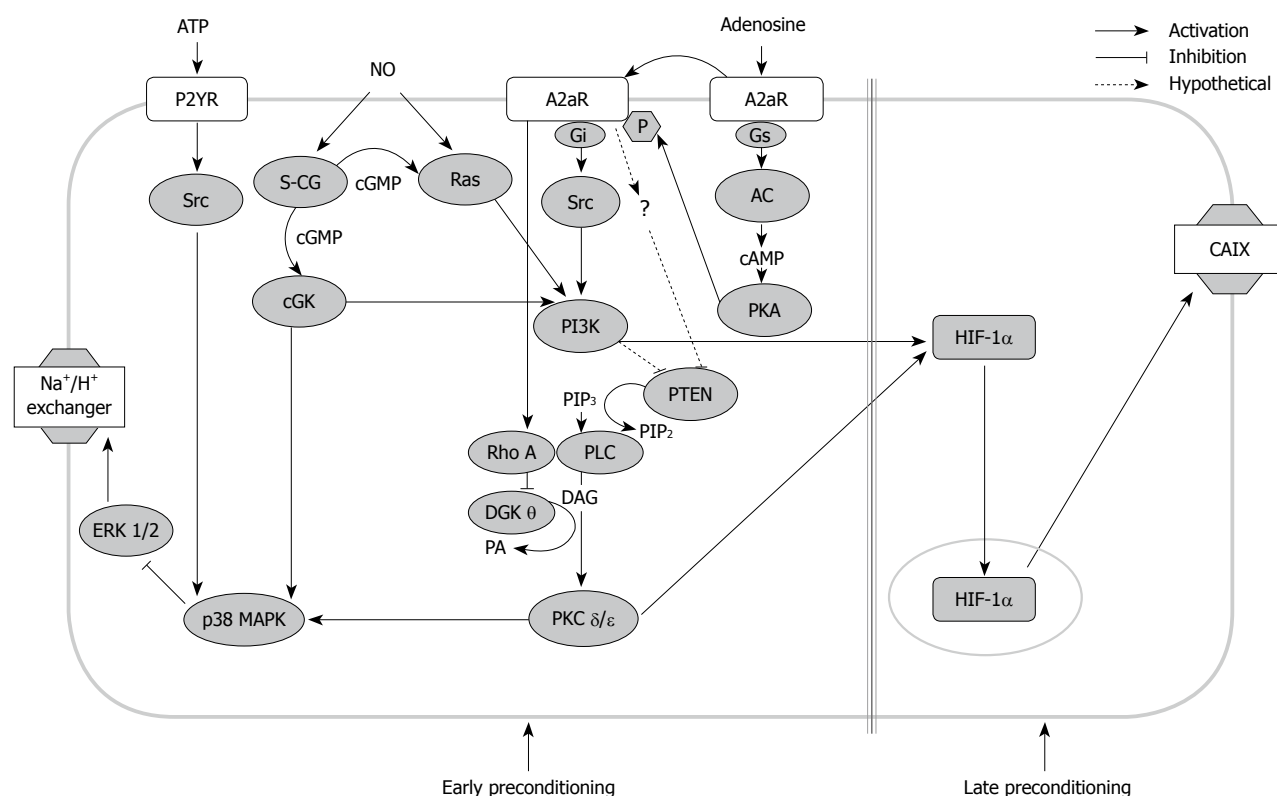 ATP
Adenosine
Activation
Inhibition
Hypothetical
NO
P2YR
A2aR
A2aR
P
Gi
Gs
S-CG
cGMP
Ras
Src
Src
?
AC
cGMP
cAMP
CAIX
cGK
PI3K
PKA
HIF-1α
Na⁺/H⁺
exchanger
PTEN
PIP₃
PIP₂
Rho A
PLC
DAG
DGK θ
PA
ERK 1/2
p38 MAPK
PKC δ/ε
HIF-1α
Early preconditioning
Late preconditioning